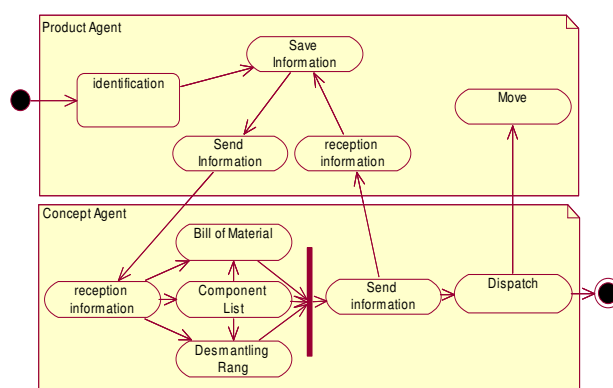 Product Agent
Save
Information
identification
Move
Send
Information
reception
information
Concept Agent
Bill of Material
reception
information
Component
List
Send
information
Dispatch
Desmantling
Rang